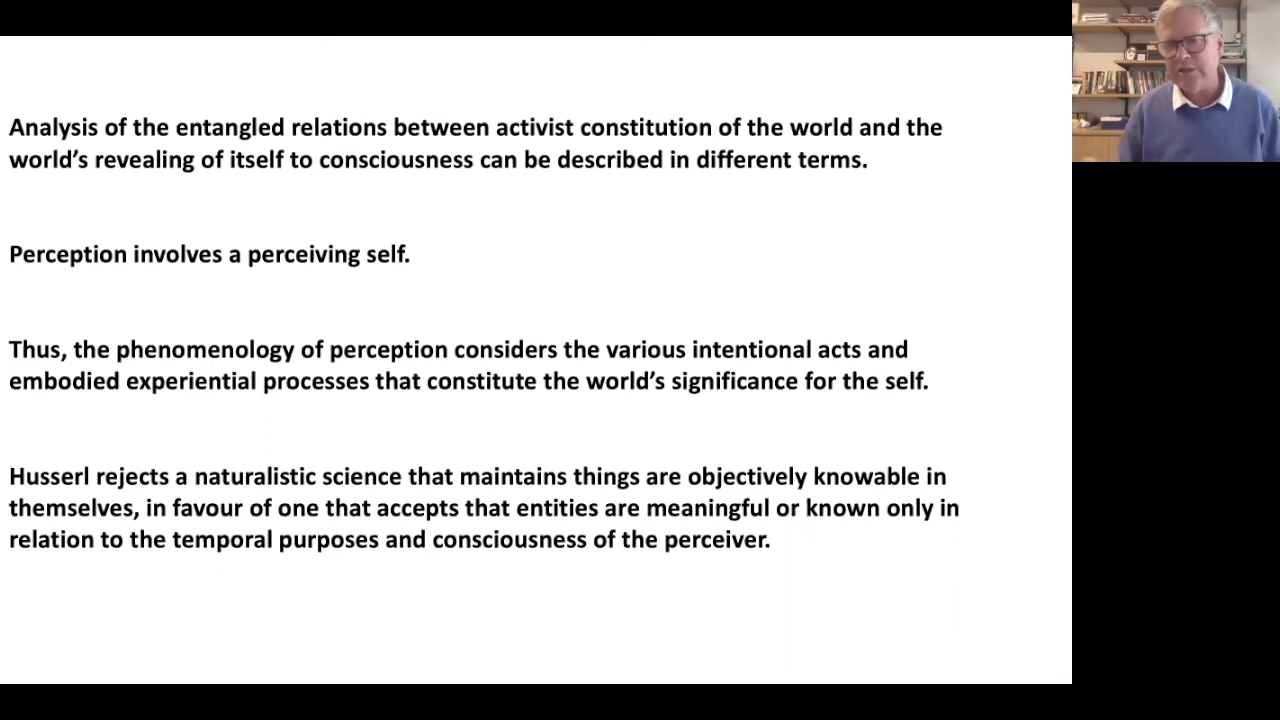 Analysis of the entangled relations between activist constitution of the world and the
world’s revealing of itself to consciousness can be described in different terms.
Perception involves a perceiving self.
Thus, the phenomenology of perception considers the various intentional acts and
embodied experiential processes that constitute the world’s significance for the self.
Husserl rejects a naturalistic science that maintains things are objectively knowable in
themselves, in favour of one that accepts that entities are meaningful or known only in
relation to the temporal purposes and consciousness of the perceiver.